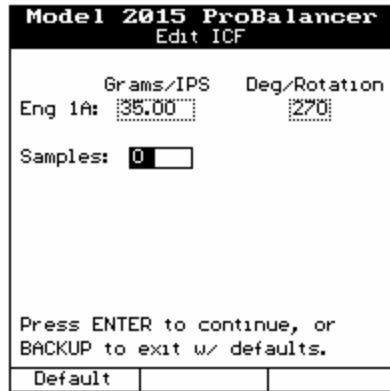 Model 2015 ProBalancer
Edit ICF
Grams/IPS Deg/Rotation
Eng 1A: 35.00 270
Samples: 0
Press ENTER to continue, or
BACKUP to exit w/ defaults.
Default